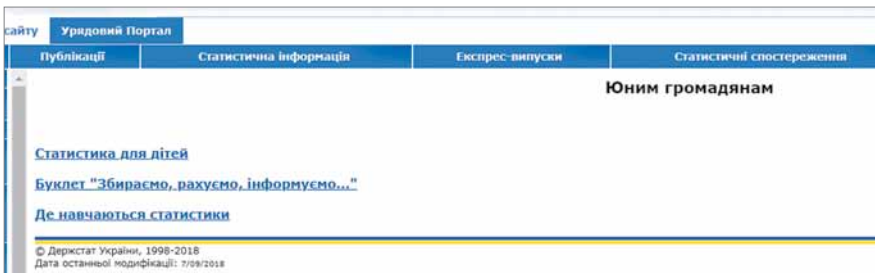 сайту Урядовий Портал
Публікації Статистична інформація Експрес-випуски Статистичні спостереження
Юним громадянам
Статистика для дітей
Буклет "Збираємо, рахуємо, інформуємо..."
Де навчаються статистики
© Держстат України, 1998-2018
Дата останньої модифікації: 7/09/2018